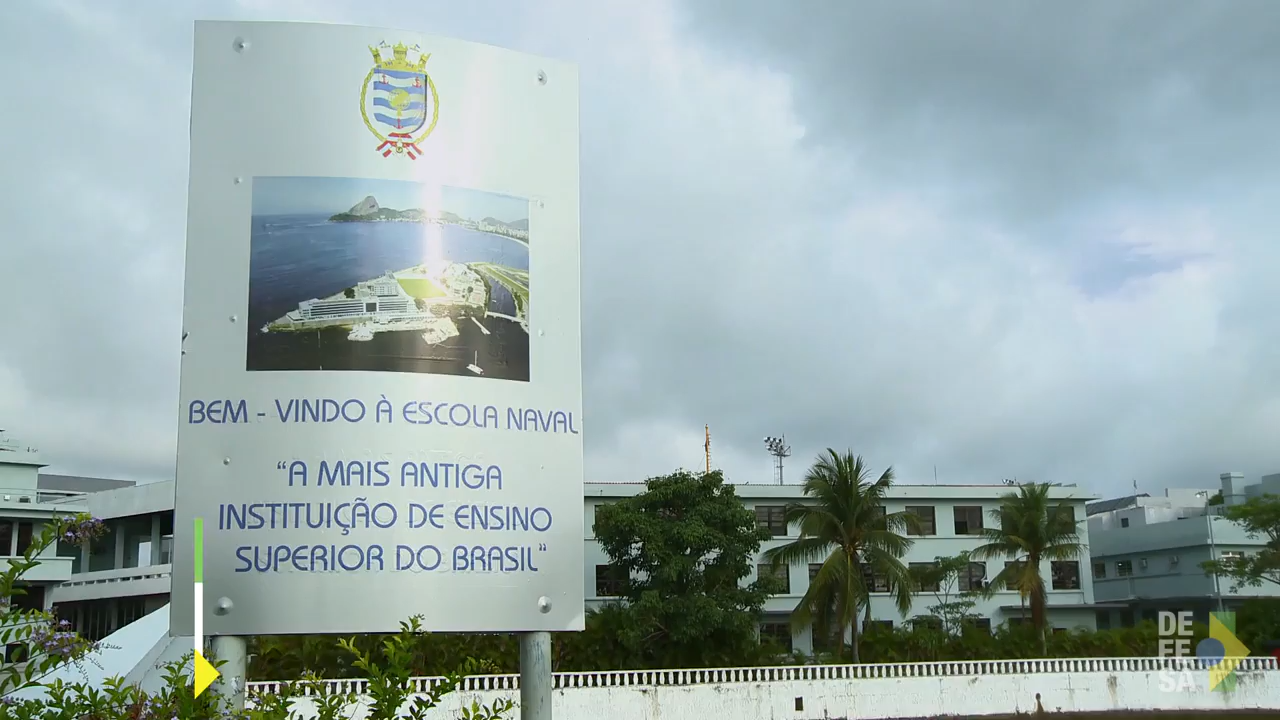 BEM - VINDO À ESCOLA NAVAL
“A MAIS ANTIGA
INSTITUIÇÃO DE ENSINO
SUPERIOR DO BRASIL”
DE
FE
SA